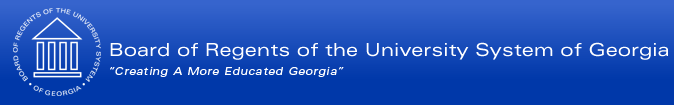 BOARD OF REGENTS OF THE UNIVERSITY SYSTEM
• OF GEORGIA •
Board of Regents of the University System of Georgia
"Creating A More Educated Georgia"